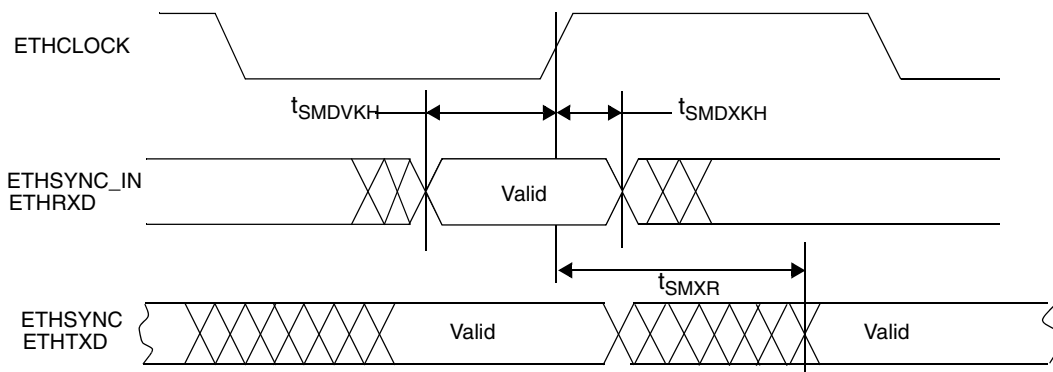 ETHCLOCK
tSMDVKH
tSMDXKH
ETHSYNC_IN
ETHRXD
Valid
tSMXR
ETHSYNC
ETHTXD
Valid
Valid